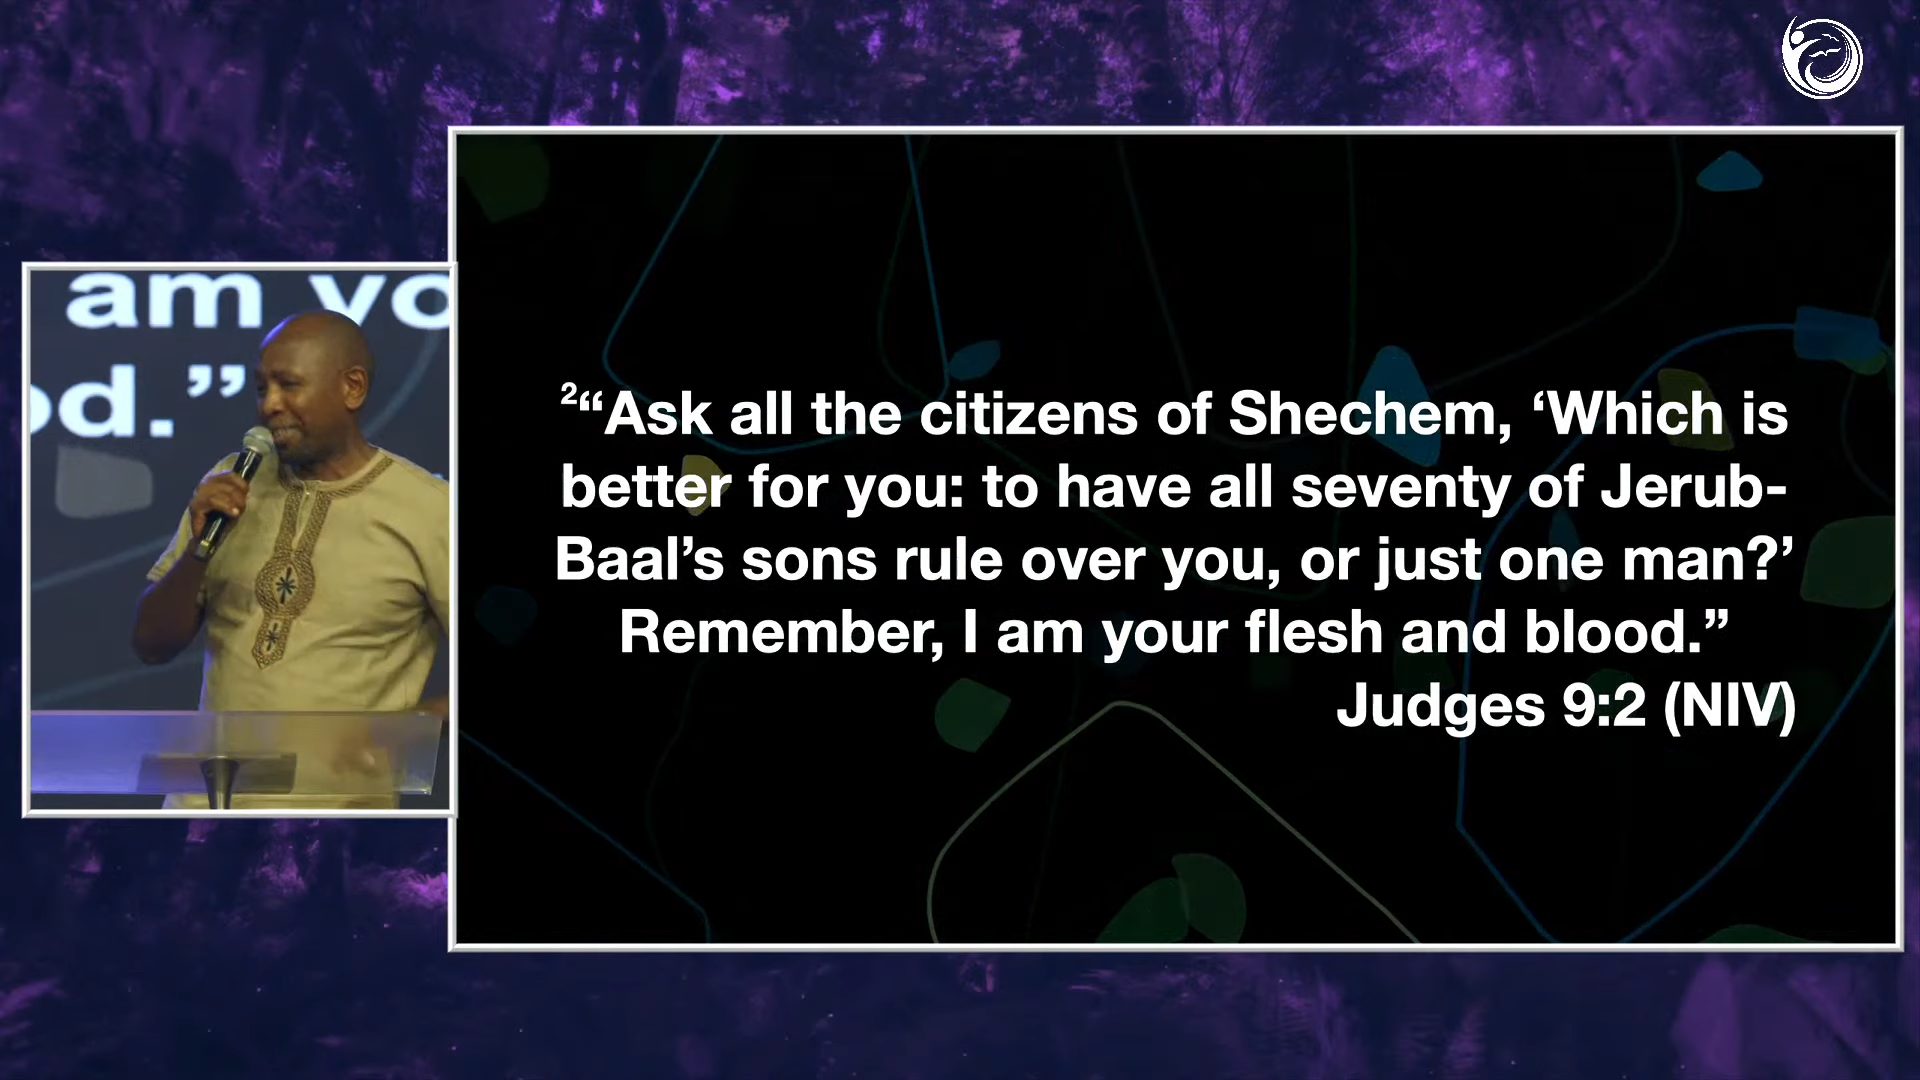 am yo
od.”
²“Ask all the citizens of Shechem, ‘Which is
better for you: to have all seventy of Jerub-
Baal’s sons rule over you, or just one man?’
Remember, I am your flesh and blood.”
Judges 9:2 (NIV)